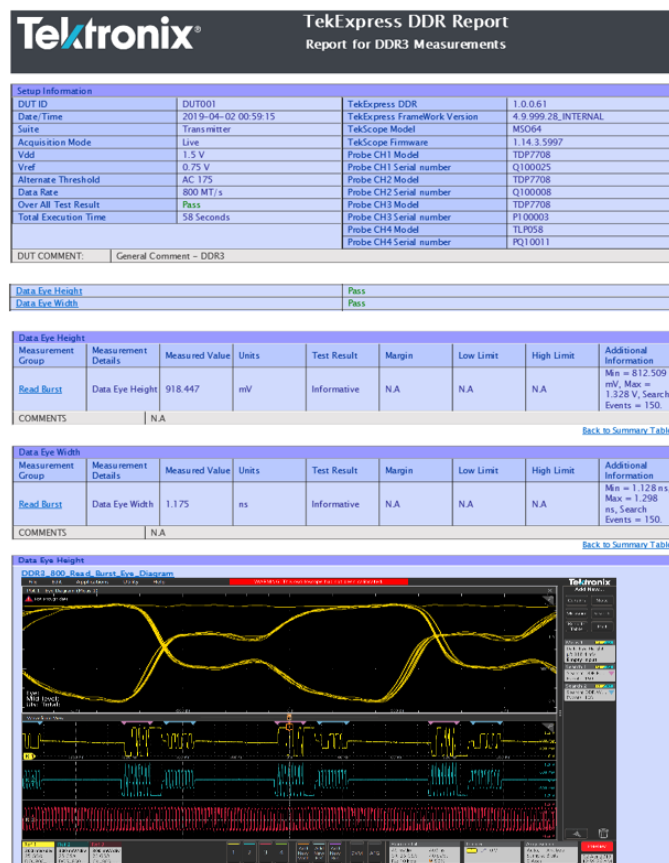 Tektronix®
TekExpress DDR Report
Report for DDR3 Measurements
Setup Information
DUT ID DUT001 TekExpress DDR 1.0.0.61
Date/Time 2019-04-02 00:59:15 TekExpress FrameWork Version 4.9.999.28_INTERNAL
Suite Transmitter TekScope Model MSO64
Acquisition Mode Live TekScope Firmware 1.14.3.5997
Vdd 1.5 V Probe CH1 Model TDP7708
Vref 0.75 V Probe CH1 Serial number Q100025
Alternate Threshold AC 175 Probe CH2 Model TDP7708
Data Rate 800 MT/s Probe CH2 Serial number Q100008
Over All Test Result Pass Probe CH3 Model TDP7708
Total Execution Time 58 Seconds Probe CH3 Serial number P100003
Probe CH4 Model TLP058
Probe CH4 Serial number PQ10011
DUT COMMENT: General Comment - DDR3
Data Eye Height Pass
Data Eye Width Pass
Data Eye Height
Measurement Group Measurement Details Measured Value Units Test Result Margin Low Limit High Limit Additional Information
Read Burst Data Eye Height 918.447 mV Informative N.A N.A N.A Min = 812.509 mV, Max = 1.328 V, Search Events = 150.
COMMENTS N.A
Back to Summary Table
Data Eye Width
Measurement Group Measurement Details Measured Value Units Test Result Margin Low Limit High Limit Additional Information
Read Burst Data Eye Width 1.175 ns Informative N.A N.A N.A Min = 1.128 ns, Max = 1.298 ns, Search Events = 150.
COMMENTS N.A
Back to Summary Table
Data Eye Height
DDR3_800_Read_Burst_Eye_Diagram
File Edit Applications Utility Help
Tektronix
Add New...
Waveform View